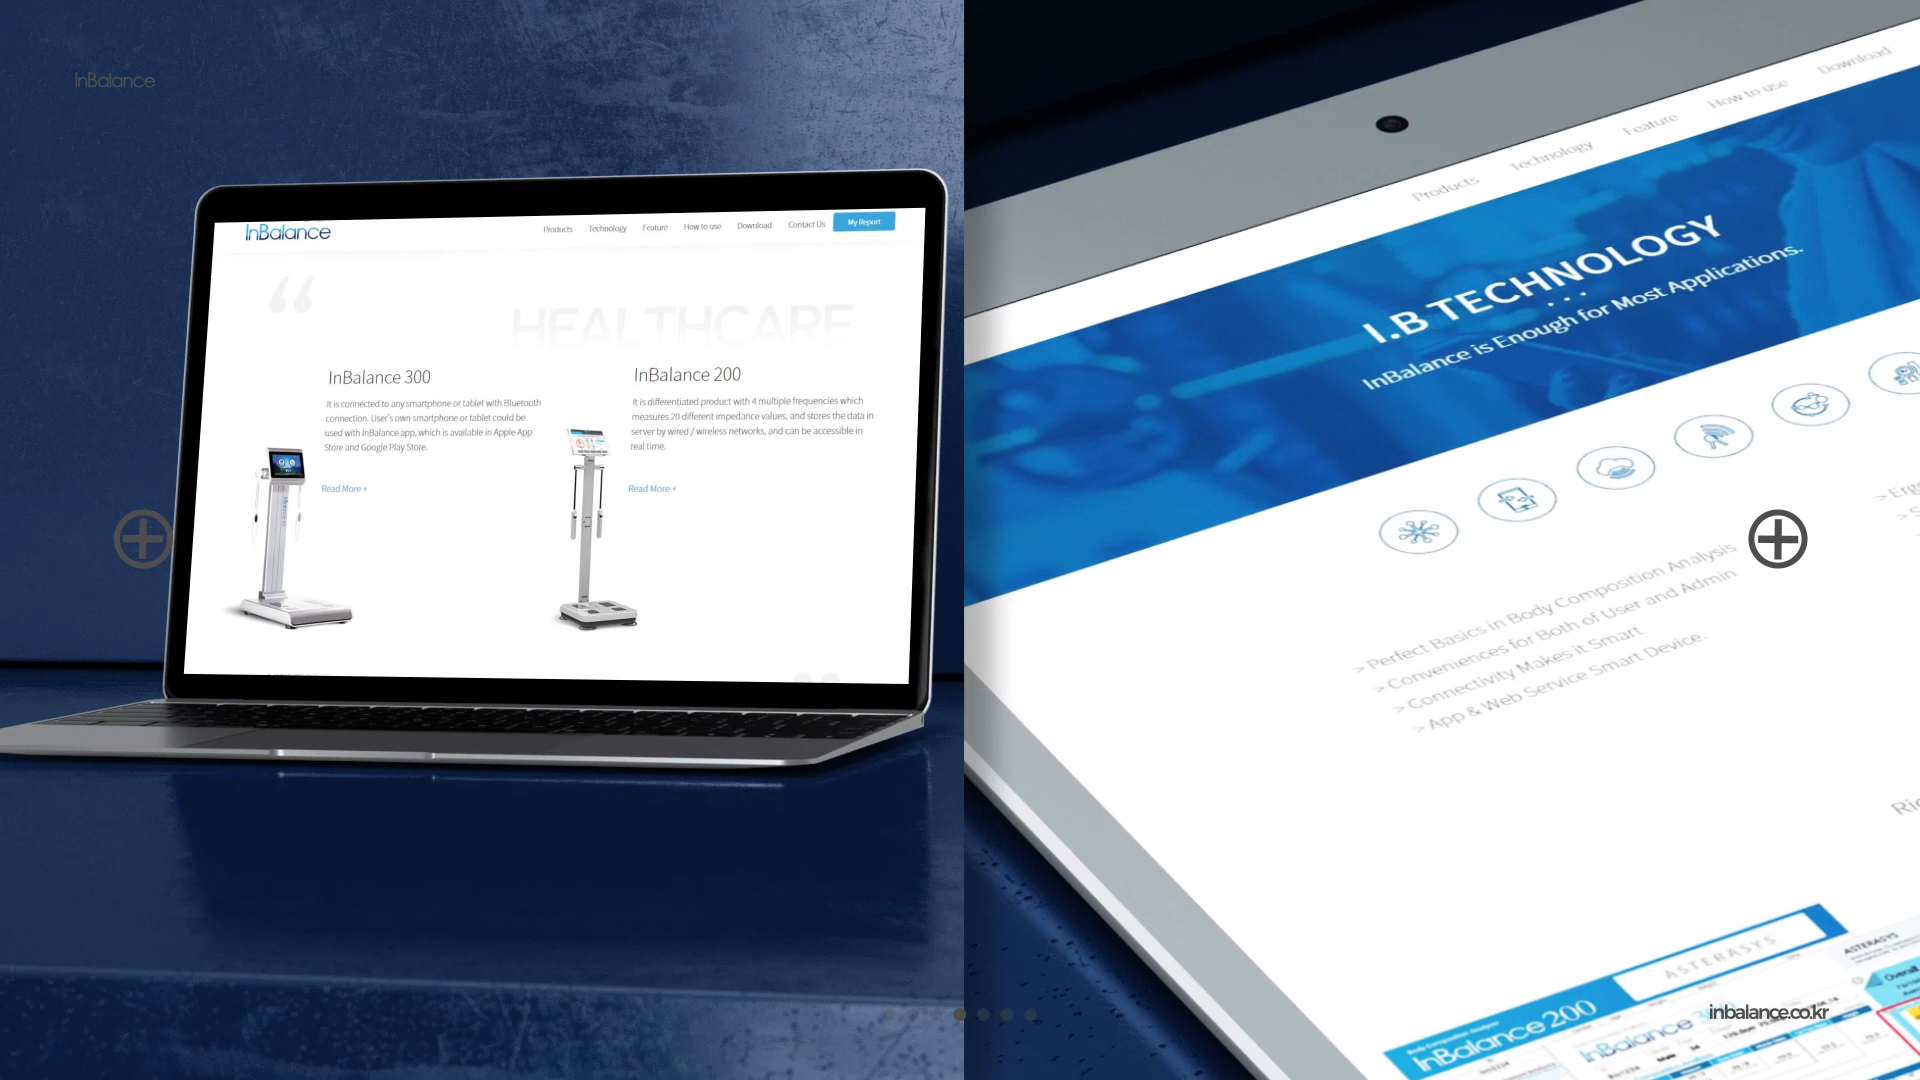 InBalance
InBalance
Products
Technology
Feature
How to use
Download
Contact Us
My Report
HEALTHCARE
InBalance 300
It is connected to any smartphone or tablet with Bluetooth
connection. User's own smartphone or tablet could be
used with InBalance app, which is available in Apple App
Store and Google Play Store.
Read More +
InBalance 200
It is differentiated product with 4 multiple frequencies which
measures 20 different impedance values, and stores the data in
server by wired / wireless networks, and can be accessible in
real time.
Read More +
Products
Technology
Feature
How to use
Download
I.B TECHNOLOGY
InBalance is Enough for Most Applications.
> Perfect Basics in Body Composition Analysis
> Conveniences for Both of User and Admin
> Connectivity Makes it Smart
> App & Web Service Smart Device.
ASTERASYS
ASTERASYS
Body Composition Analyzer
InBalance 200
InBalance
Overall
Male
inbalance.co.kr